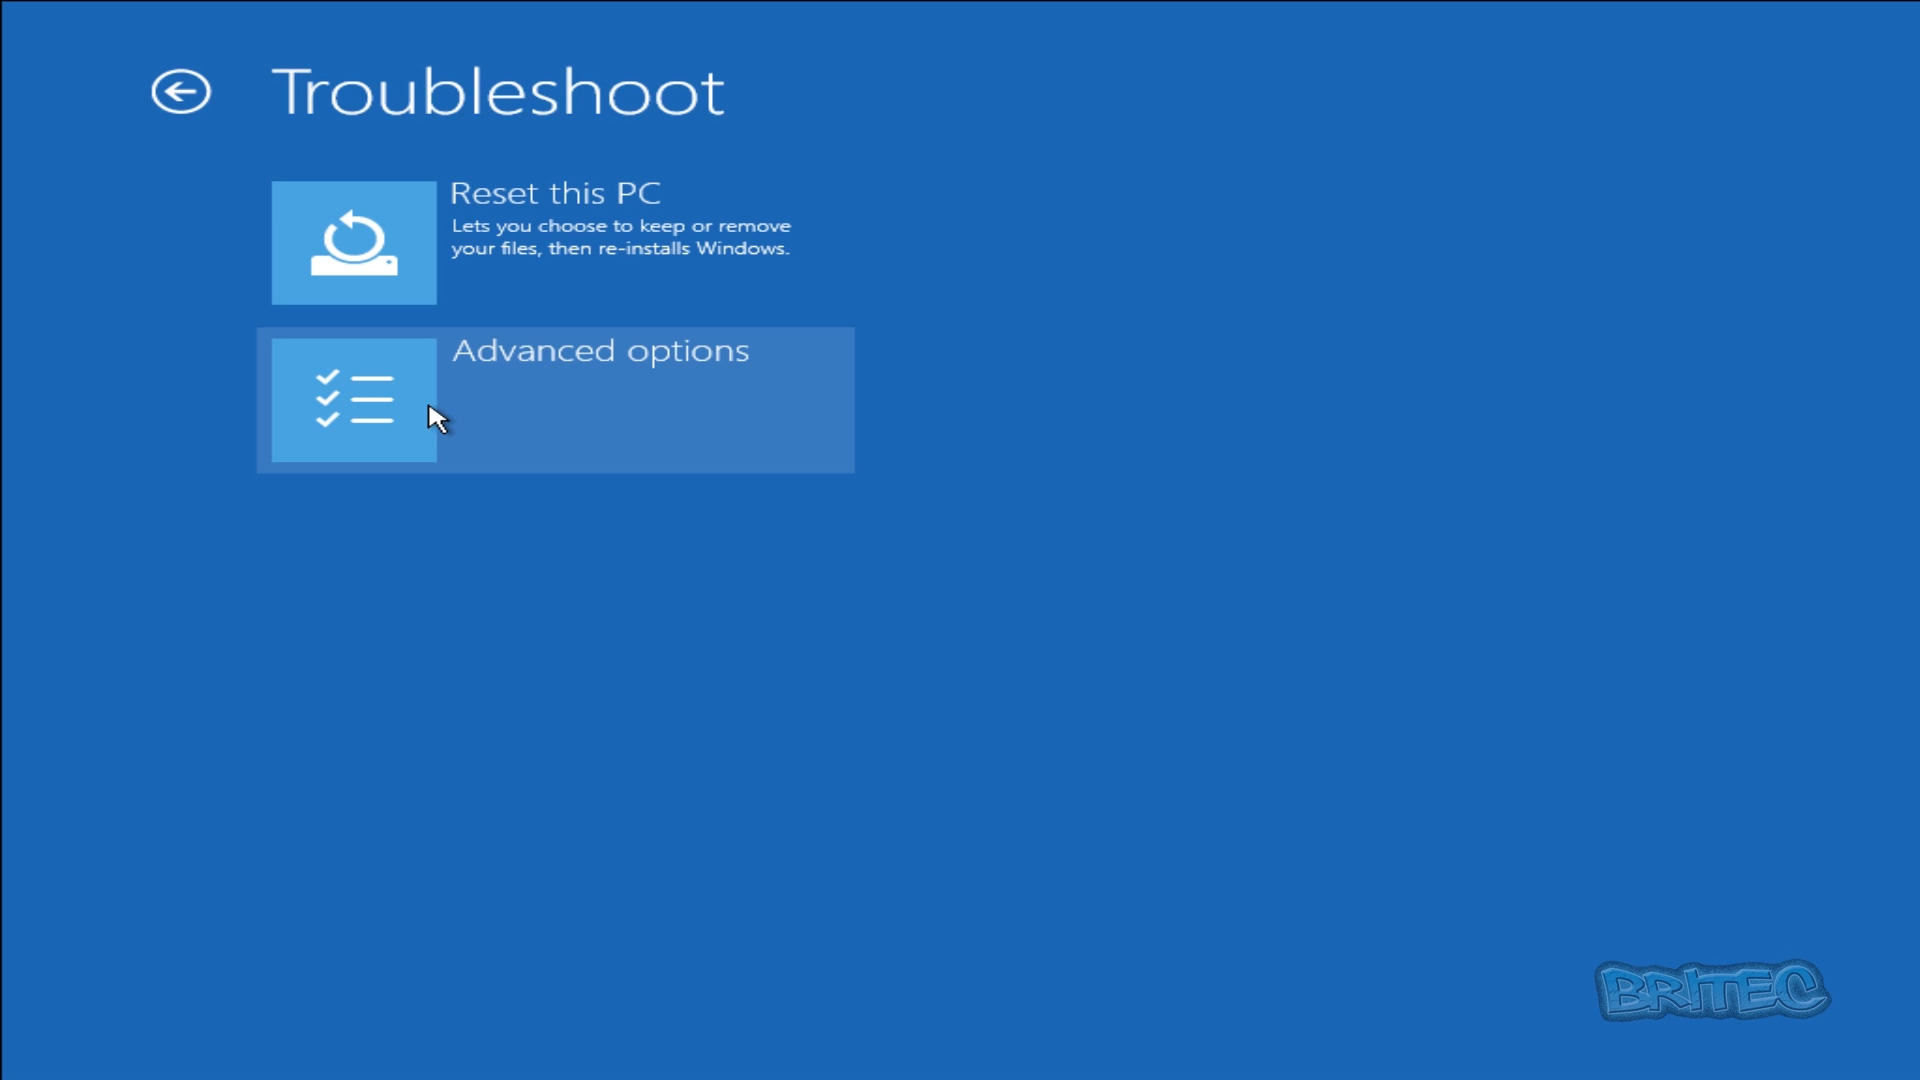 Troubleshoot
Reset this PC
Lets you choose to keep or remove
your files, then re-installs Windows.
Advanced options
BRITEC